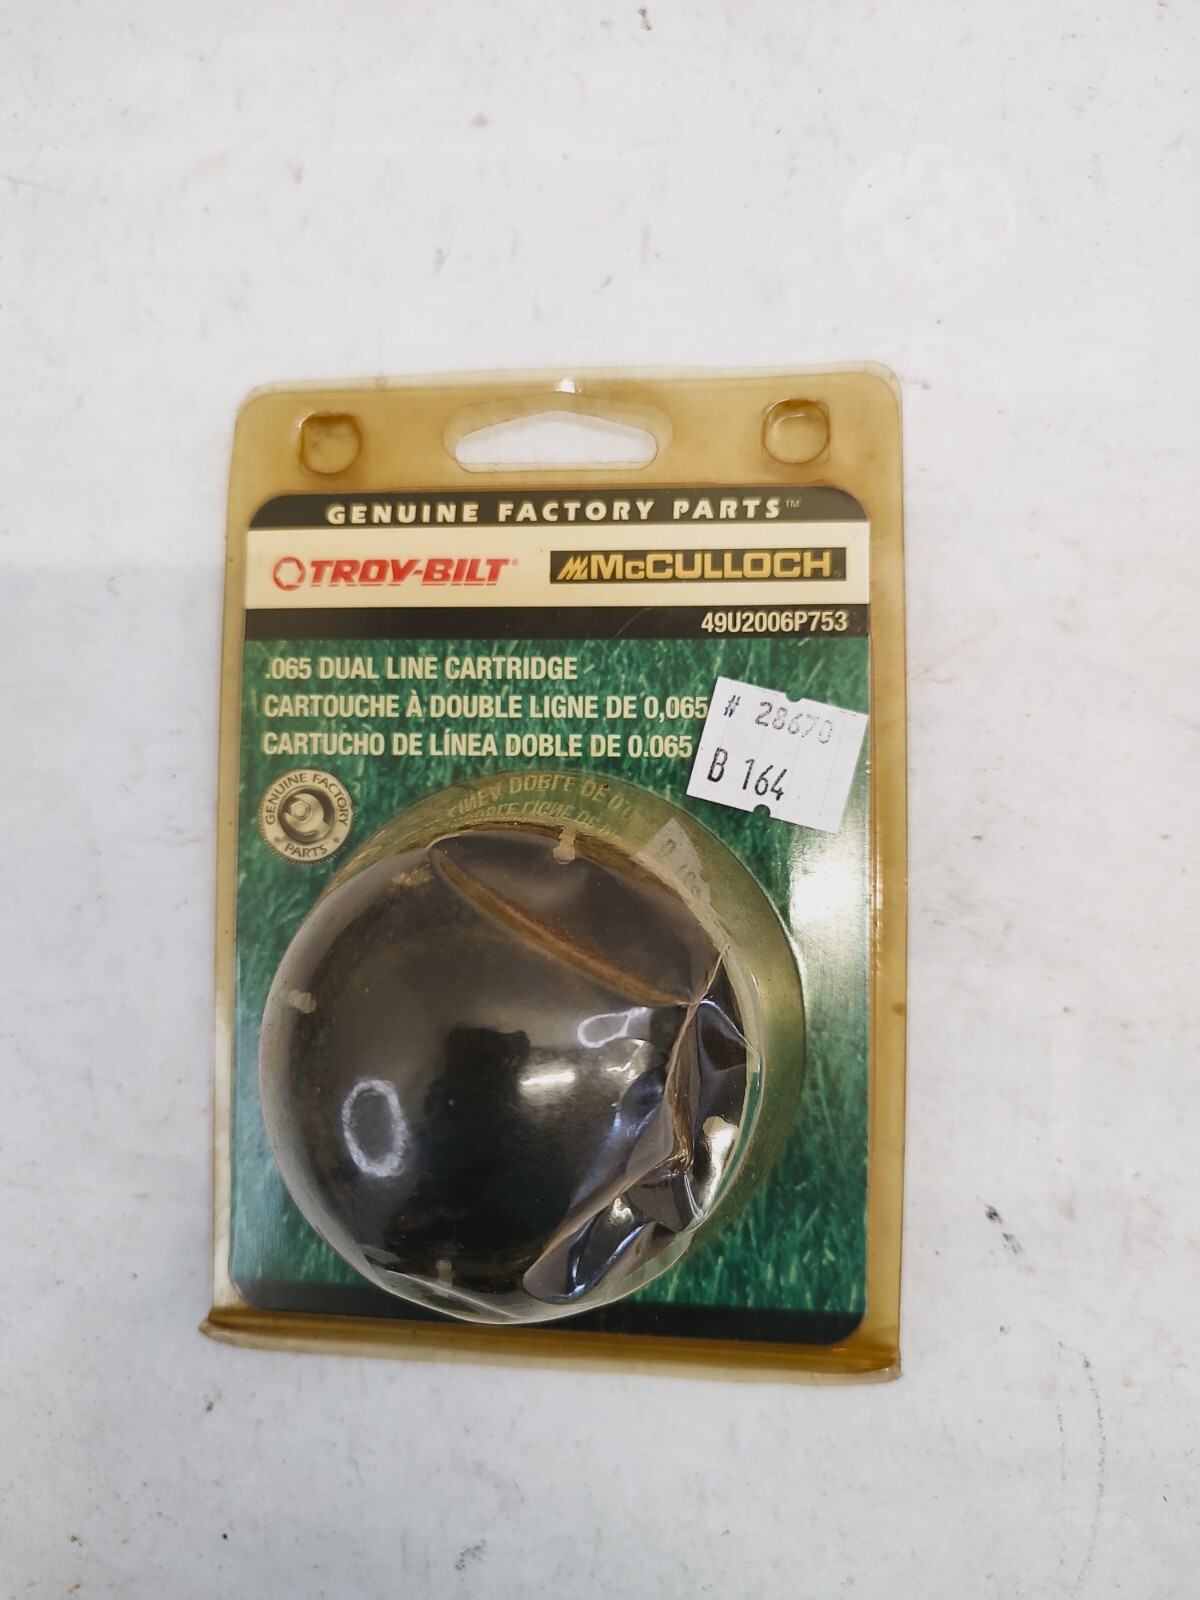 GENUINE FACTORY PARTS™
TROY-BILT® McCULLOCH®
49U2006P753
.065 DUAL LINE CARTRIDGE
CARTOUCHE À DOUBLE LIGNE DE 0,065
CARTUCHO DE LÍNEA DOBLE DE 0.065
# 28670
B 164
GENUINE FACTORY
PARTS